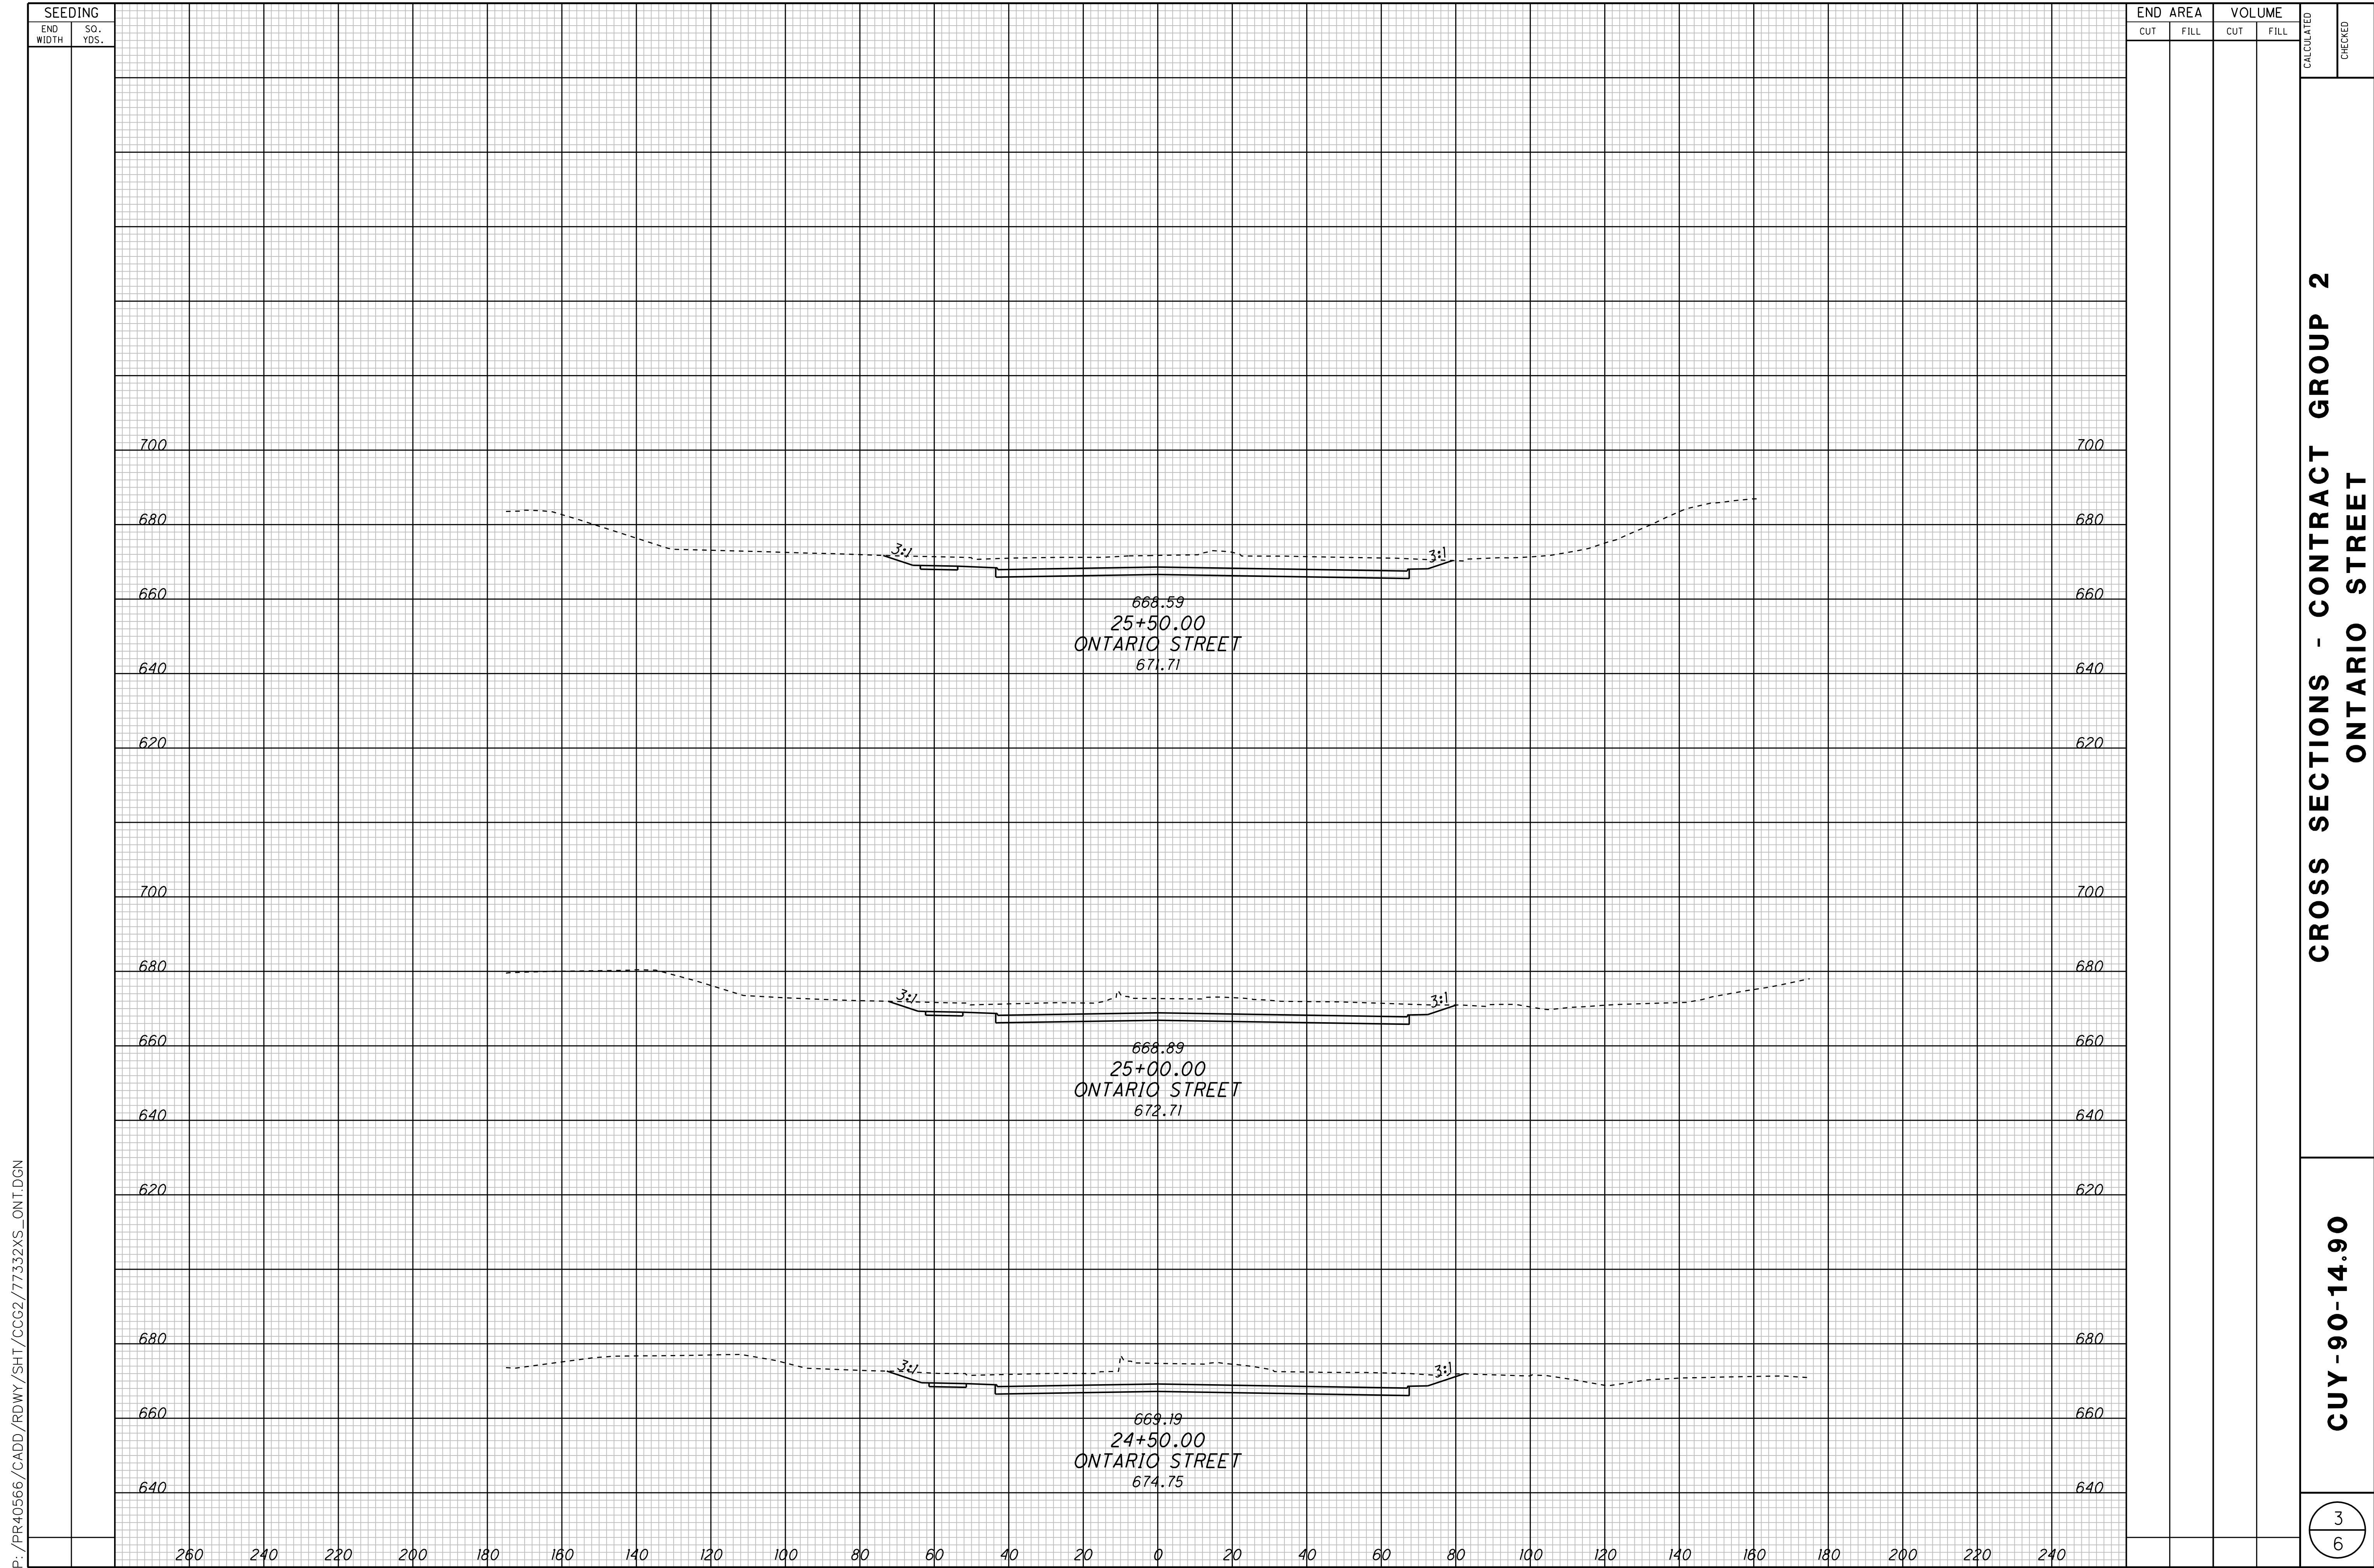 SEEDING
END WIDTH
SQ. YDS.
END AREA
VOLUME
CUT
FILL
CUT
FILL
CALCULATED
CHECKED
700
700
680
680
3:1
3:1
660
660
668.59
25+50.00
ONTARIO STREET
671.71
640
640
620
620
700
700
680
680
3:1
3:1
660
660
668.89
25+00.00
ONTARIO STREET
672.71
640
640
620
620
680
680
3:1
3:1
660
660
669.19
24+50.00
ONTARIO STREET
674.75
640
640
260 240 220 200 180 160 140 120 100 80 60 40 20 0 20 40 60 80 100 120 140 160 180 200 220 240
CROSS SECTIONS - CONTRACT GROUP 2
ONTARIO STREET
CUY-90-14.90
3
6
P:/PR40566/CADD/RDWY/SHT/CCG2/77332XS_ONT.DGN